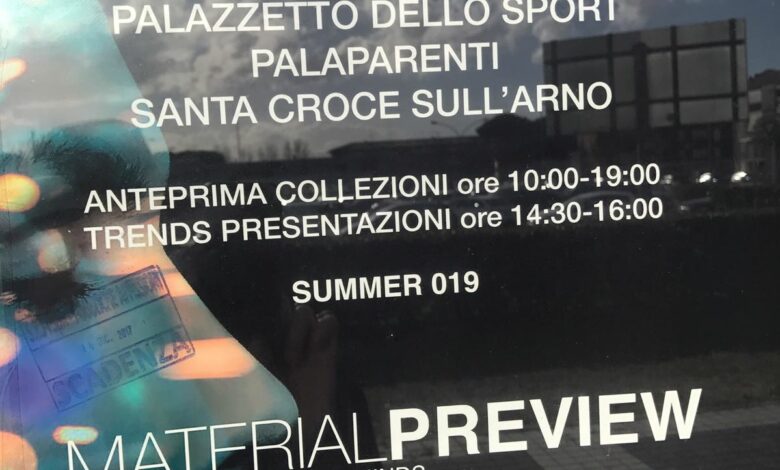 PALAZZETTO DELLO SPORT
PALAPARENTI
SANTA CROCE SULL'ARNO
ANTEPRIMA COLLEZIONI ore 10:00-19:00
TRENDS PRESENTAZIONI ore 14:30-16:00
SUMMER 019
SCADENZA
MATERIALPREVIEW